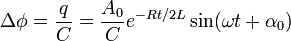 Δϕ = q/C = A₀/C e^{-Rt/2L} sin(ωt + α₀)